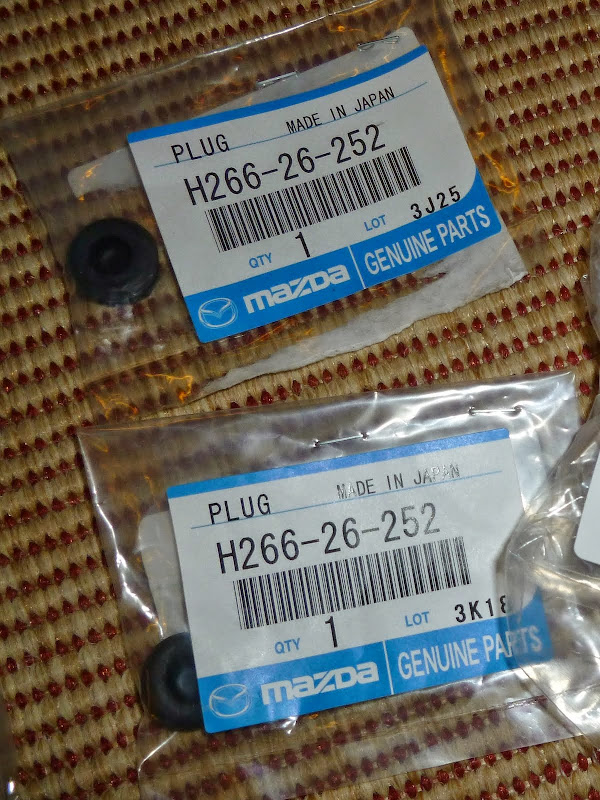 PLUG MADE IN JAPAN
H266-26-252
QTY 1 LOT 3J25
mazda GENUINE PARTS
PLUG MADE IN JAPAN
H266-26-252
QTY 1 LOT 3K18
mazda GENUINE PARTS